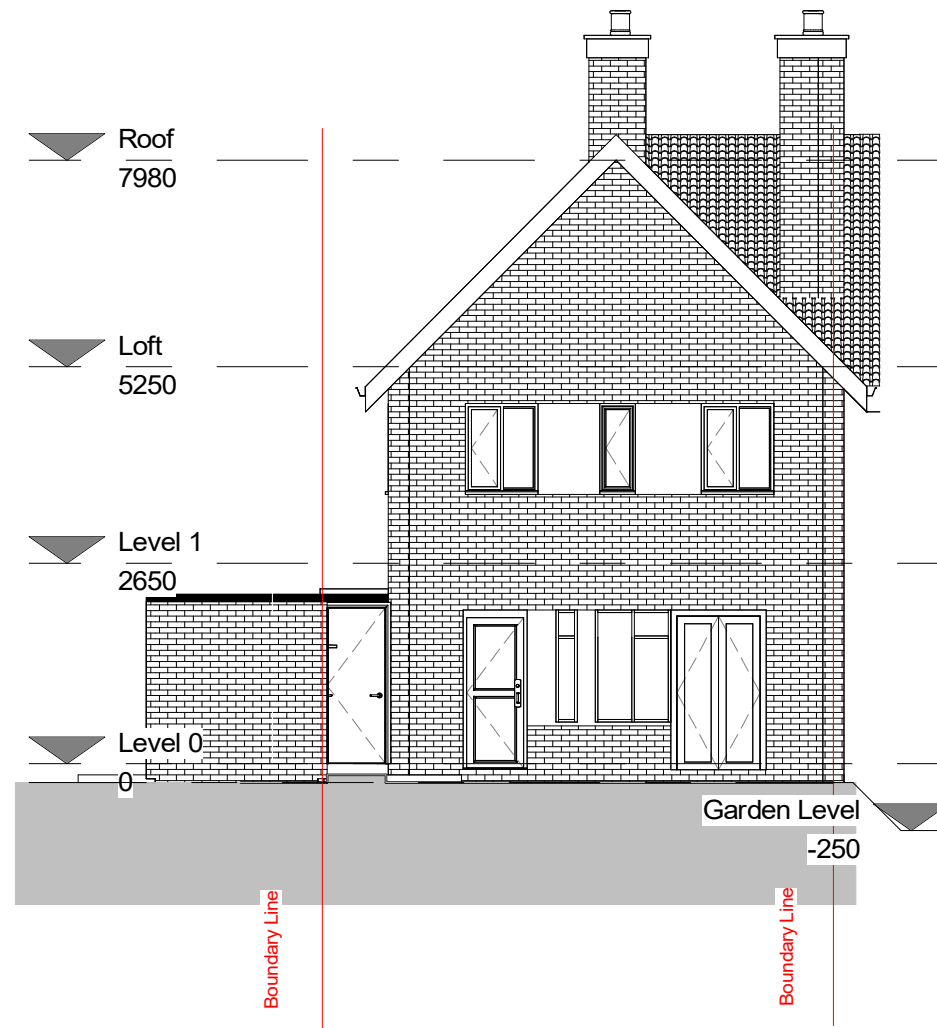 Roof
7980
Loft
5250
Level 1
2650
Level 0
0
Garden Level
-250
Boundary Line
Boundary Line